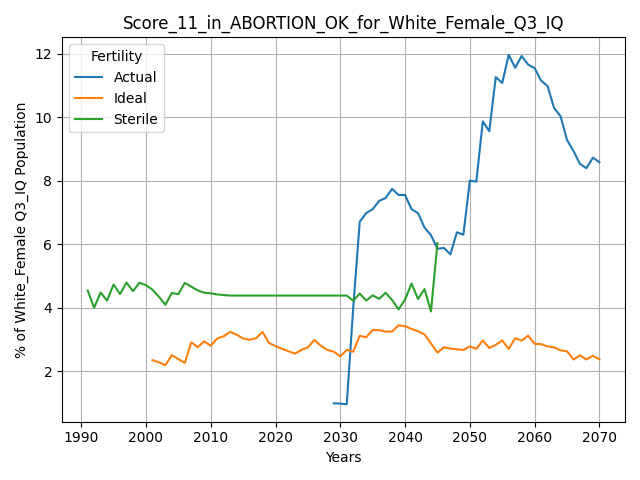 Score_11_in_ABORTION_OK_for_White_Female_Q3_IQ
Fertility
Actual
Ideal
Sterile
% of White_Female Q3_IQ Population
12
10
8
6
4
2
1990 2000 2010 2020 2030 2040 2050 2060 2070
Years